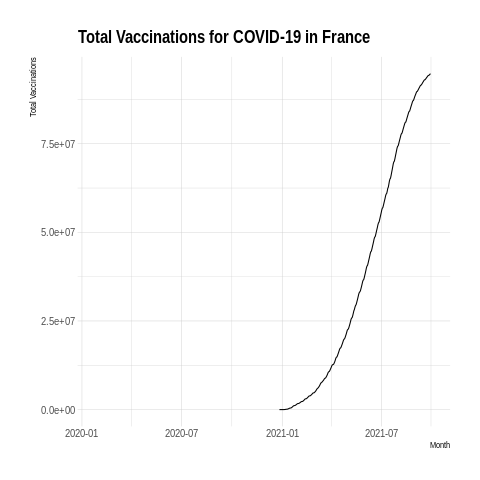 Total Vaccinations for COVID-19 in France
Total Vaccinations
7.5e+07
5.0e+07
2.5e+07
0.0e+00
2020-01 2020-07 2021-01 2021-07
Month